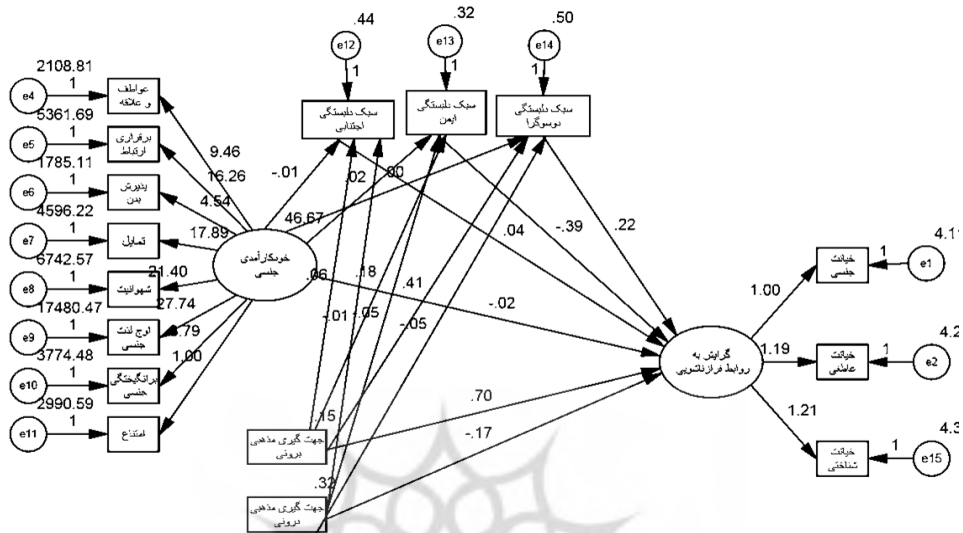 .44
.32
.50
e12
e13
e14
1
1
1
سبک دلبستگی
اجتنابی
سبک دلبستگی
ایمن
سبک دلبستگی
دوسوگرا
2108.81
e4
1
عواطف
و علاقه
5361.69
e5
1
برقراری
ارتباط
1785.11
e6
1
پذیرش
بدن
4596.22
e7
1
تمایل
6742.57
e8
1
شهوانیت
17480.47
e9
1
اوج لذت
جنسی
3774.48
e10
1
برانگیختگی
جنسی
2990.59
e11
1
امتناع
9.46
16.26
4.54
17.89
21.40
27.74
.79
1.00
46.67
خودکارآمدی
جنسی
-.01
.02
.00
.06
.18
.41
-.01
-.05
-.05
.04
-.39
.22
-.02
.70
-.17
.15
جهت گیری مذهبی
برونی
.32
جهت گیری مذهبی
درونی
گرایش به
روابط فرازناشویی
1.00
1.19
1.21
خیانت
جنسی
1
4.11
e1
خیانت
عاطفی
1
4.2
e2
خیانت
شناختی
1
4.3
e15